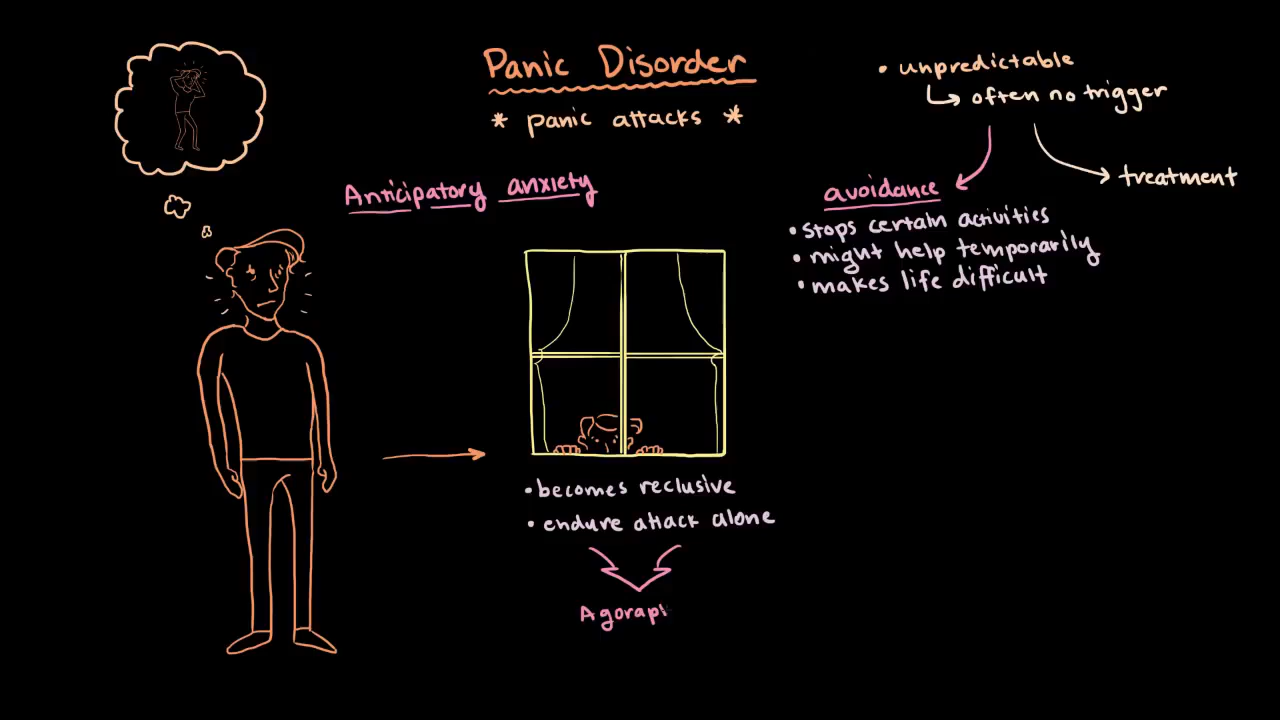 Panic Disorder
* panic attacks *
• unpredictable
↳ often no trigger
treatment
Anticipatory anxiety
avoidance
• stops certain activities
• might help temporarily
• makes life difficult
• becomes reclusive
• endure attack alone
Agorap